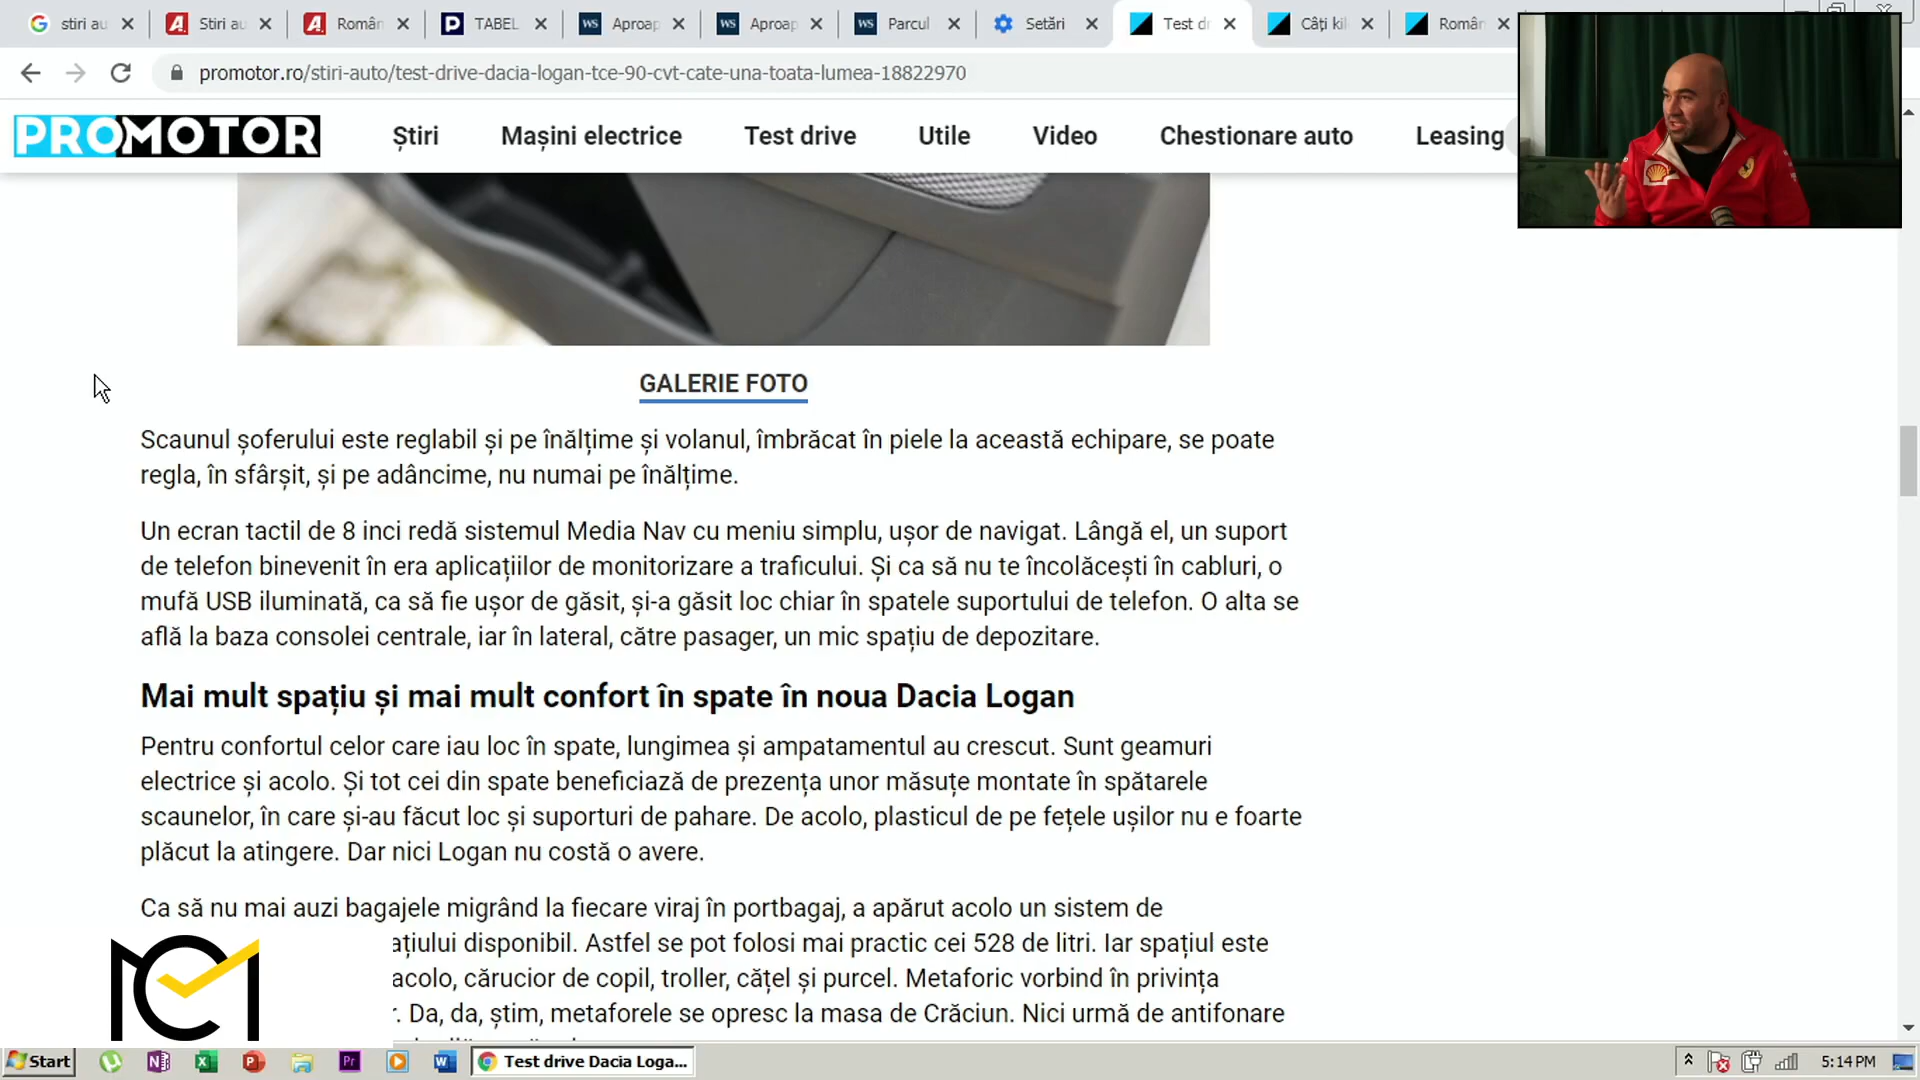 stiri au
Stiri au
Român
TABEL
Aproap
Aproap
Parcul
Setări
Test dr
Câți kil
Român
promotor.ro/stiri-auto/test-drive-dacia-logan-tce-90-cvt-cate-una-toata-lumea-18822970
PROMOTOR
Știri Mașini electrice Test drive Utile Video Chestionare auto Leasing
GALERIE FOTO
Scaunul șoferului este reglabil și pe înălțime și volanul, îmbrăcat în piele la această echipare, se poate
regla, în sfârșit, și pe adâncime, nu numai pe înălțime.
Un ecran tactil de 8 inci redă sistemul Media Nav cu meniu simplu, ușor de navigat. Lângă el, un suport
de telefon binevenit în era aplicațiilor de monitorizare a traficului. Și ca să nu te încolăcești în cabluri, o
mufă USB iluminată, ca să fie ușor de găsit, și-a găsit loc chiar în spatele suportului de telefon. O alta se
află la baza consolei centrale, iar în lateral, către pasager, un mic spațiu de depozitare.
Mai mult spațiu și mai mult confort în spate în noua Dacia Logan
Pentru confortul celor care iau loc în spate, lungimea și ampatamentul au crescut. Sunt geamuri
electrice și acolo. Și tot cei din spate beneficiază de prezența unor măsuțe montate în spătarele
scaunelor, în care și-au făcut loc și suporturi de pahare. De acolo, plasticul de pe fețele ușilor nu e foarte
plăcut la atingere. Dar nici Logan nu costă o avere.
Ca să nu mai auzi bagajele migrând la fiecare viraj în portbagaj, a apărut acolo un sistem de
ațiului disponibil. Astfel se pot folosi mai practic cei 528 de litri. Iar spațiul este
acolo, cărucior de copil, troller, cățel și purcel. Metaforic vorbind în privința
r. Da, da, știm, metaforele se opresc la masa de Crăciun. Nici urmă de antifonare
Start
Test drive Dacia Loga...
5:14 PM